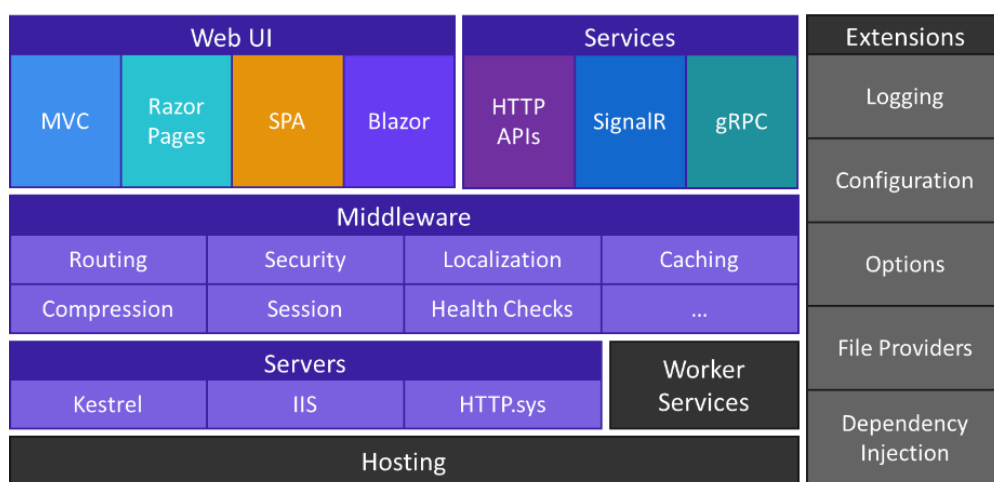 Web UI
MVC
Razor
Pages
SPA
Blazor
Services
HTTP
APIs
SignalR
gRPC
Middleware
Routing
Security
Localization
Caching
Compression
Session
Health Checks
...
Servers
Kestrel
IIS
HTTP.sys
Worker
Services
Hosting
Extensions
Logging
Configuration
Options
File Providers
Dependency
Injection